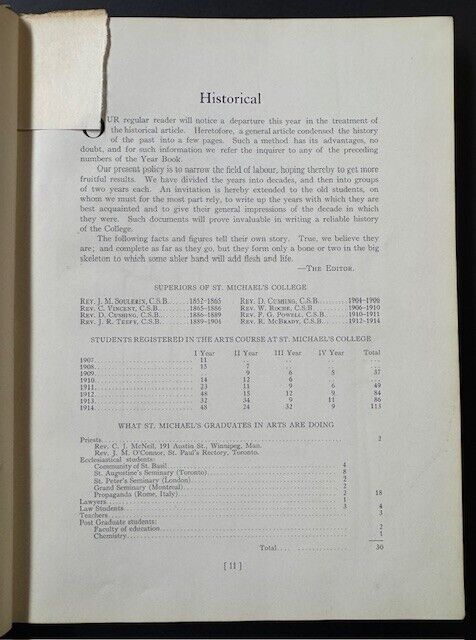 Historical
OUR regular reader will notice a departure this year in the treatment of
the historical article. Heretofore, a general article condensed the history
of the past into a few pages. Such a method has its advantages, no
doubt, and for such information we refer the inquirer to any of the preceding
numbers of the Year Book.
Our present policy is to narrow the field of labour, hoping thereby to get more
fruitful results. We have divided the years into decades, and then into groups
of two years each. An invitation is hereby extended to the old students, on
whom we must for the most part rely, to write up the years with which they are
best acquainted and to give their general impressions of the decade in which
they were. Such documents will prove invaluable in writing a reliable history
of the College.
The following facts and figures tell their own story. True, we believe they
are; and complete as far as they go, but they form only a bone or two in the big
skeleton to which some abler hand will add flesh and life.
—THE EDITOR.
SUPERIORS OF ST. MICHAEL'S COLLEGE
REV. J. M. SOULERIN, C.S.B. 1852-1865 REV. D. CUSHING, C.S.B. 1904-1906
REV. C. VINCENT, C.S.B. 1865-1886 REV. W. ROCHE, C.S.B. 1906-1910
REV. D. CUSHING, C.S.B. 1886-1889 REV. F. G. POWELL, C.S.B. 1910-1911
REV. J. R. TEEFY, C.S.B. 1889-1904 REV. R. MCBRADY, C.S.B. 1912-1914
STUDENTS REGISTERED IN THE ARTS COURSE AT ST. MICHAEL'S COLLEGE
I Year II Year III Year IV Year Total
1907 11 .. .. ..
1908 15 7
1909 9 6 5 37
1910 14 12 6
1911 23 11 9 6 49
1912 48 15 12 9 84
1913 32 34 9 11 86
1914 48 24 32 9 113
WHAT ST. MICHAEL'S GRADUATES IN ARTS ARE DOING
Priests 2
Rev. C. J. McNeil, 191 Austin St., Winnipeg, Man.
Rev. J. M. O'Connor, St. Paul's Rectory, Toronto.
Ecclesiastical students:
Community of St. Basil 4
St. Augustine's Seminary (Toronto) 8
St. Peter's Seminary (London) 2
Grand Seminary (Montreal) 2
Propaganda (Rome, Italy) 2 18
Lawyers 1
Law Students 3 4
Teachers 3
Post Graduate students:
Faculty of education 2
Chemistry 1
Total 30
[ 11 ]